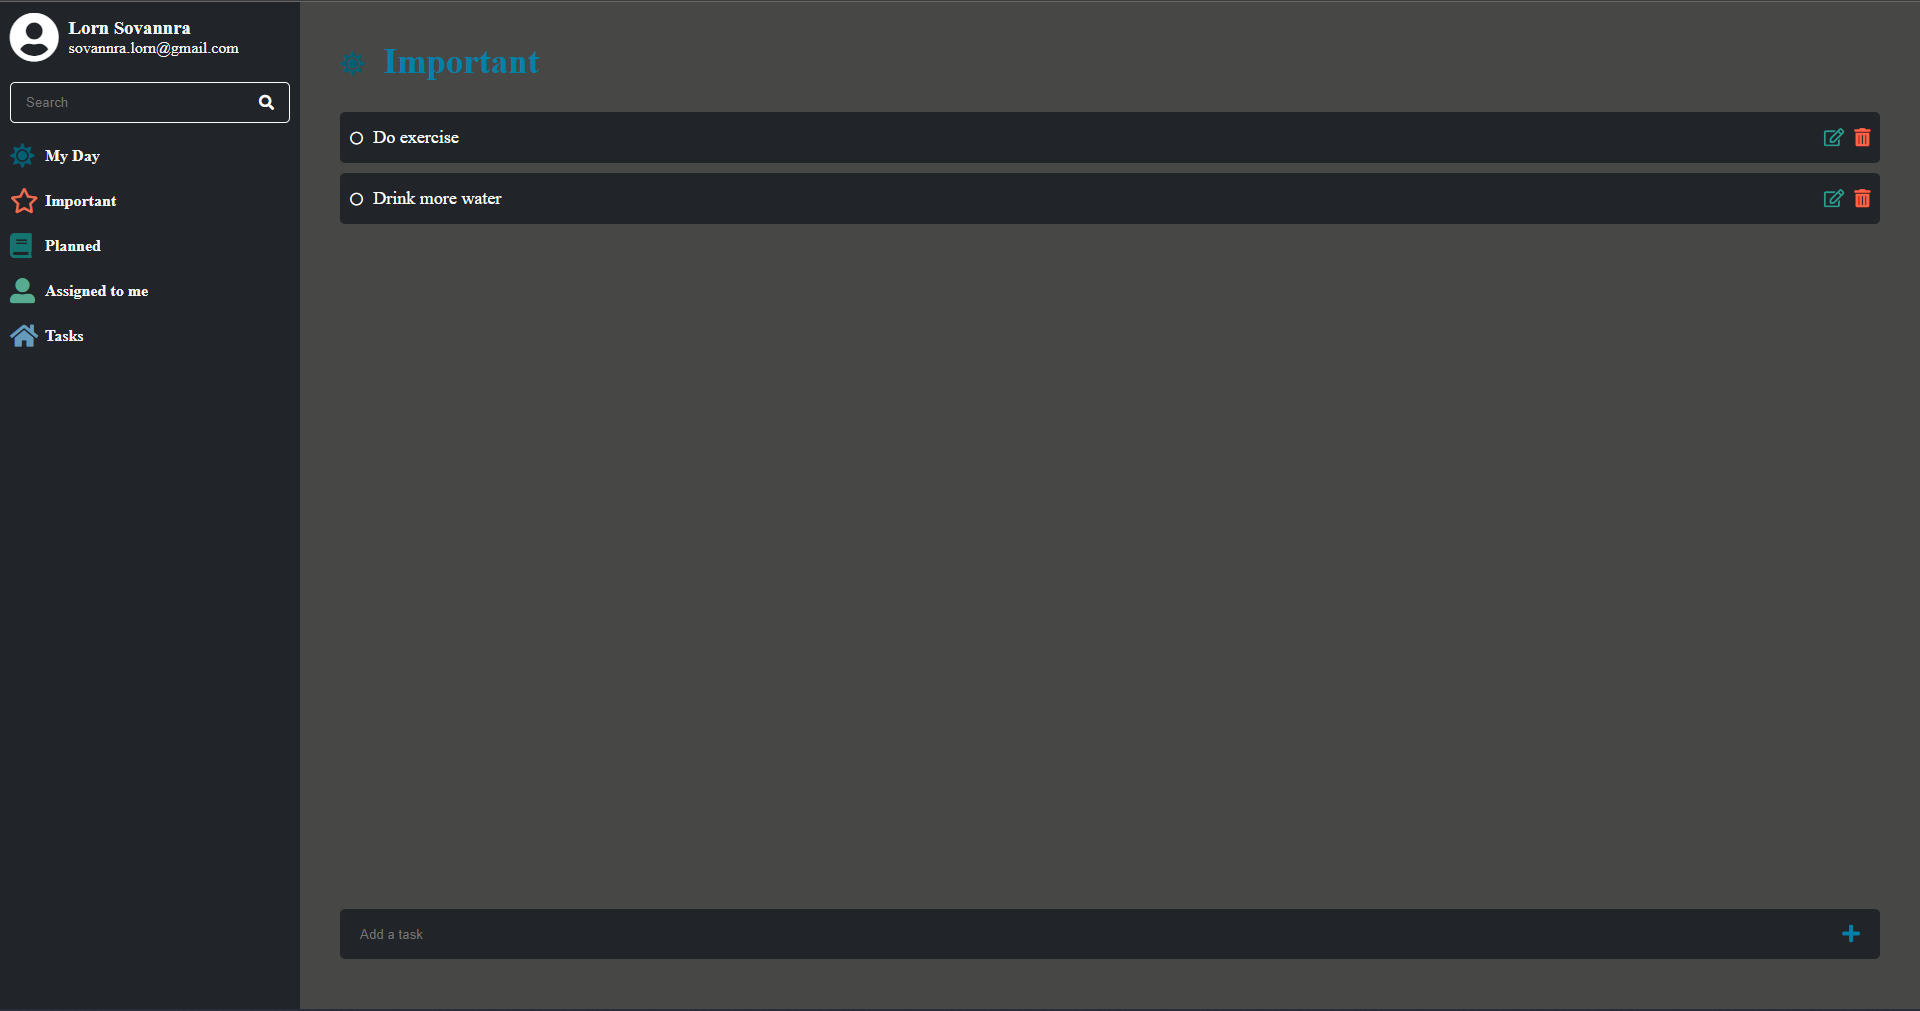 Lorn Sovannra
sovannra.lorn@gmail.com
Search
My Day
Important
Planned
Assigned to me
Tasks
Important
Do exercise
Drink more water
Add a task